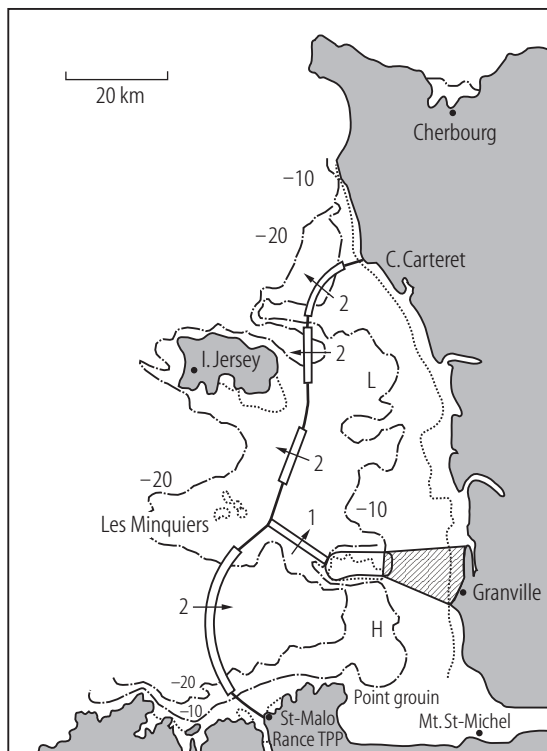 20 km
Cherbourg
–10
–20
C. Carteret
2
2
I. Jersey
L
2
–20
Les Minquiers
1
–10
2
Granville
H
–20
–10
Point grouin
St-Malo
Rance TPP
Mt. St-Michel